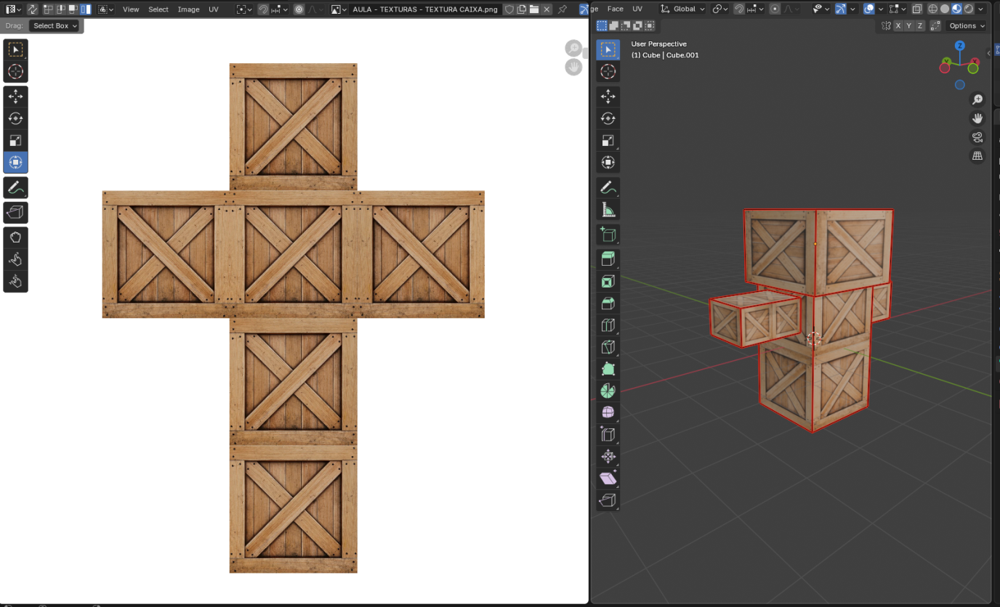 View Select Image UV AULA - TEXTURAS - TEXTURA CAIXA.png
ge Face UV Global
Drag: Select Box
X Y Z Options
User Perspective
(1) Cube | Cube.001
Z
Y X